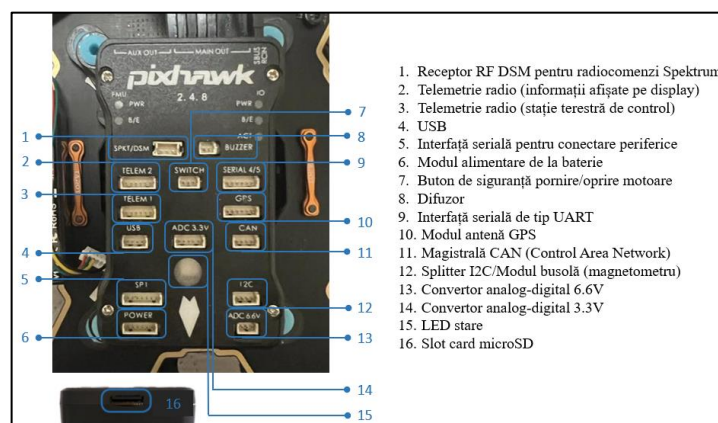 AUX OUT MAIN OUT SBUS
RCIN
pixhawk
2.4.8
FMU IO
PWR PWR
B/E B/E
ACT
1 SPKT/DSM BUZZER 8
7
2 TELEM 2 SWITCH SERIAL 4/5 9
3 TELEM 1 GPS 10
4 USB ADC 3.3V CAN 11
5 SPI I2C 12
6 POWER ADC 6.6V 13
14
15
16
1. Receptor RF DSM pentru radiocomenzi Spektrum
2. Telemetrie radio (informații afișate pe display)
3. Telemetrie radio (stație terestră de control)
4. USB
5. Interfață serială pentru conectare periferice
6. Modul alimentare de la baterie
7. Buton de siguranță pornire/oprire motoare
8. Difuzor
9. Interfață serială de tip UART
10. Modul antenă GPS
11. Magistrală CAN (Control Area Network)
12. Splitter I2C/Modul busolă (magnetometru)
13. Convertor analog-digital 6.6V
14. Convertor analog-digital 3.3V
15. LED stare
16. Slot card microSD